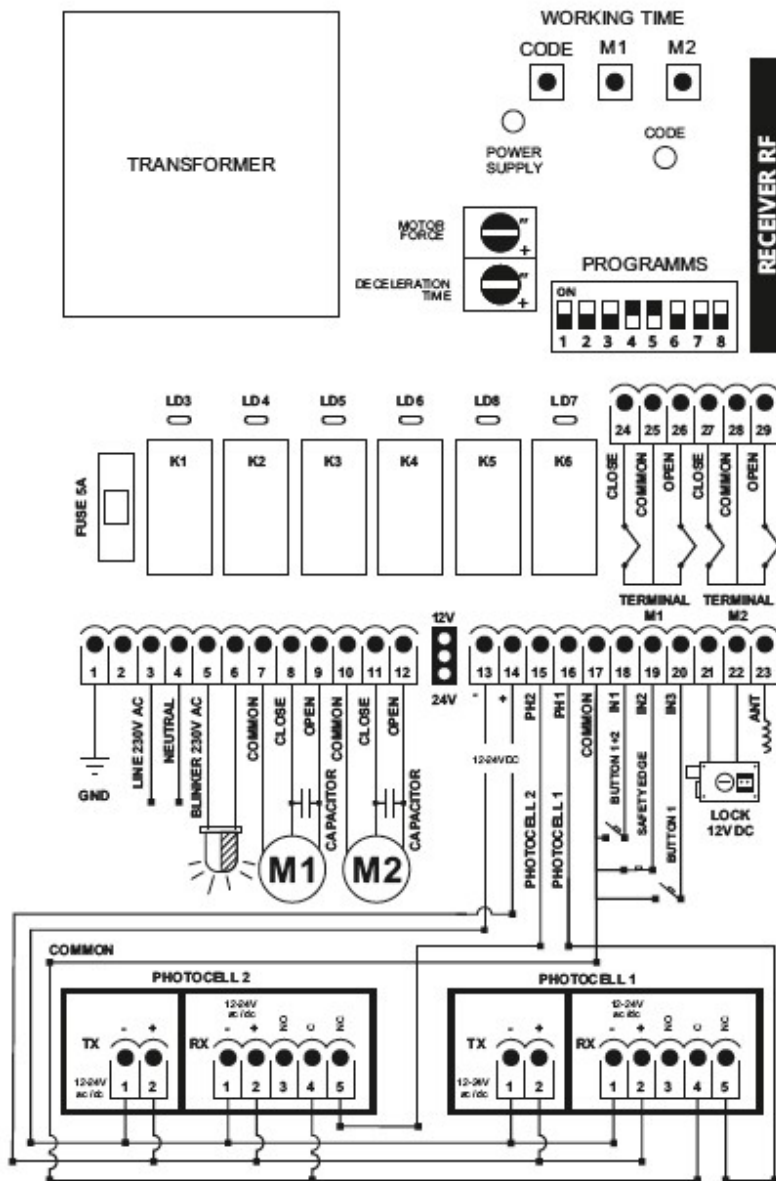 WORKING TIME
CODE M1 M2
TRANSFORMER
POWER
SUPPLY
CODE
RECEIVER RF
MOTOR
FORCE
+
DECELERATION
TIME
+
PROGRAMMS
ON
1 2 3 4 5 6 7 8
LD3 LD4 LD5 LD6 LD8 LD7
K1 K2 K3 K4 K5 K6
FUSE 5A
24 25 26 27 28 29
CLOSE
COMMON
OPEN
CLOSE
COMMON
OPEN
TERMINAL
M1
TERMINAL
M2
12V
24V
1 2 3 4 5 6 7 8 9 10 11 12
13 14 15 16 17 18 19 20 21 22 23
GND
LINE 230V AC
NEUTRAL
BLINKER 230V AC
COMMON
CLOSE
OPEN
CAPACITOR
COMMON
CLOSE
OPEN
CAPACITOR
M1
M2
-
+
12-24VDC
PH2
PHOTOCELL 2
PH1
PHOTOCELL 1
COMMON
IN1
BUTTON 1+2
IN2
SAFETY EDGE
IN3
BUTTON 1
ANT
LOCK
12V DC
COMMON
PHOTOCELL 2
TX
- +
12-24V
ac/dc
1 2
RX
12-24V
ac/dc
- + NO C NC
1 2 3 4 5
PHOTOCELL 1
TX
- +
12-24V
ac/dc
1 2
RX
12-24V
ac/dc
- + NO C NC
1 2 3 4 5